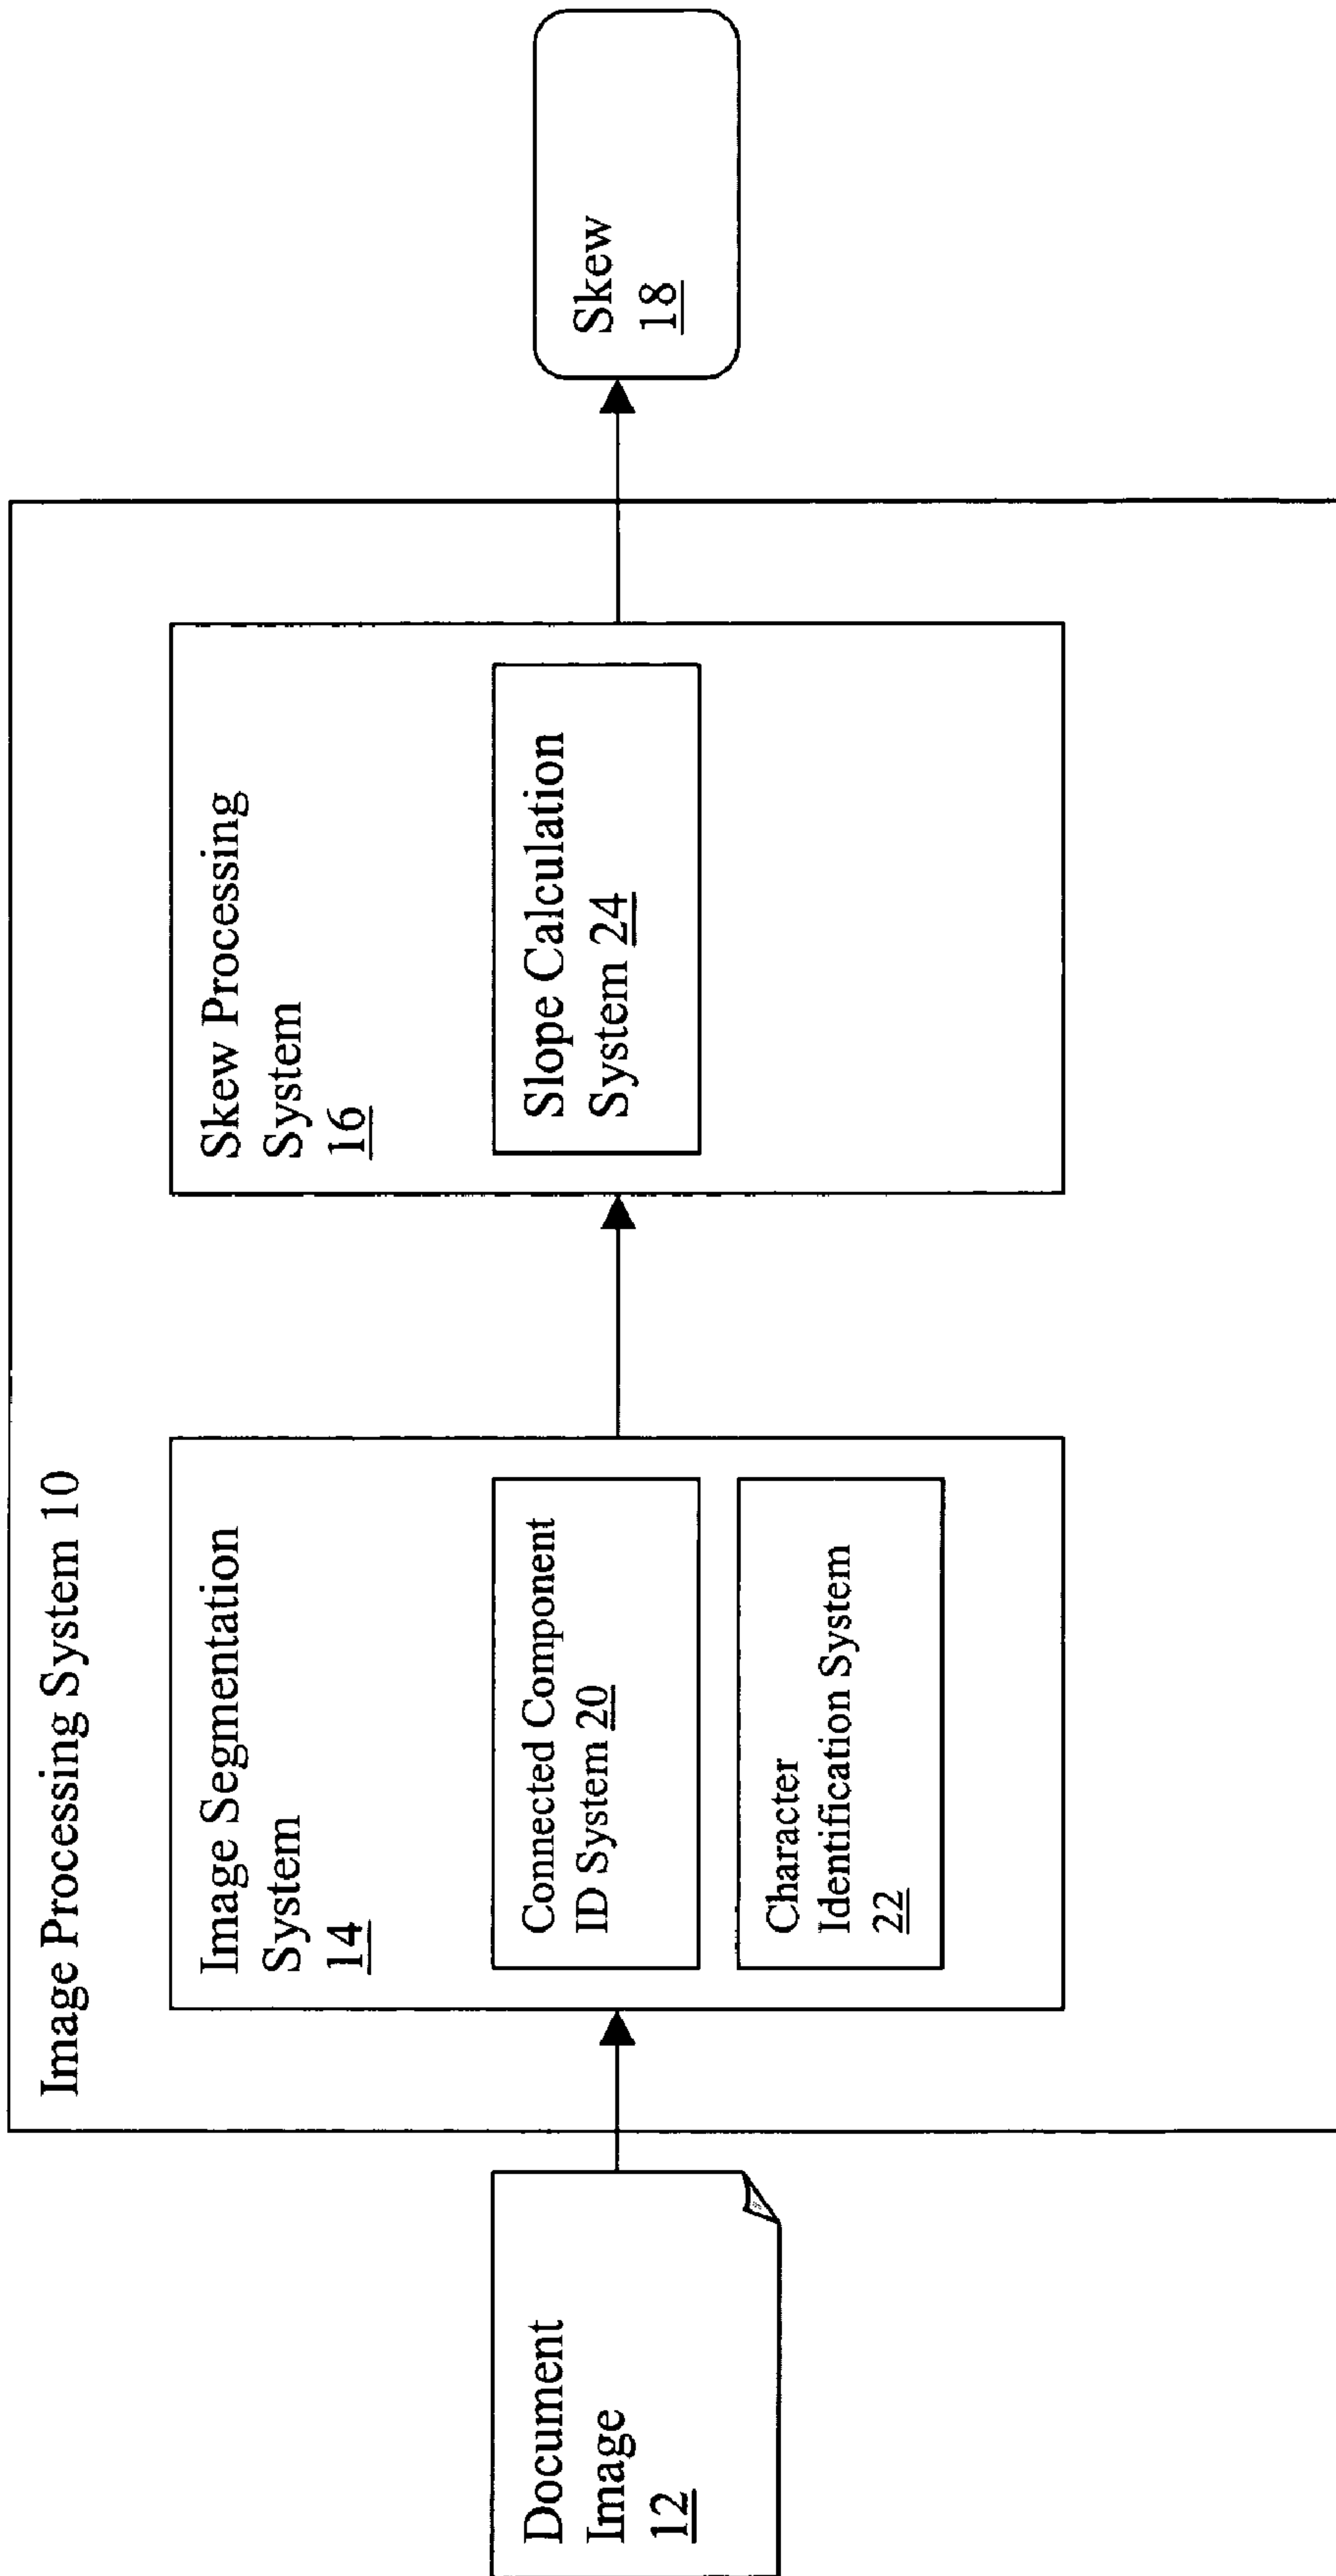 Image Processing System 10
Document
Image
12
Image Segmentation
System
14
Connected Component
ID System 20
Character
Identification System
22
Skew Processing
System
16
Slope Calculation
System 24
Skew
18